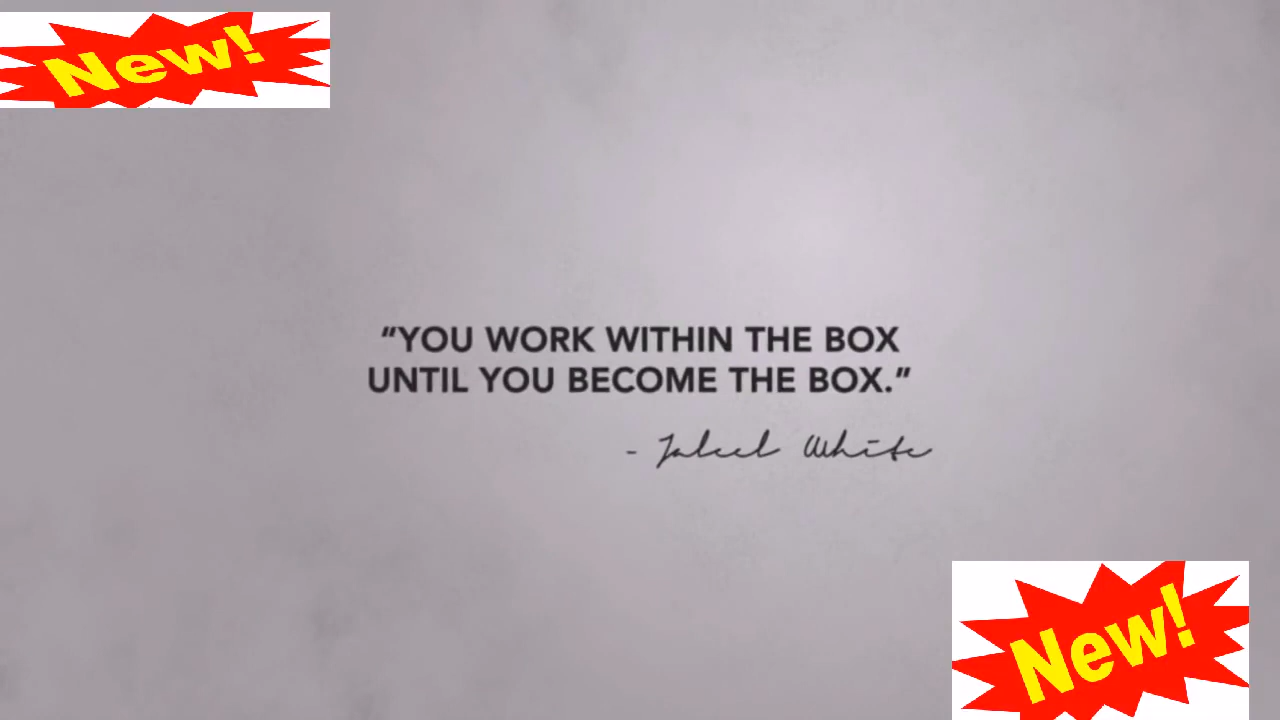 New!
“YOU WORK WITHIN THE BOX
UNTIL YOU BECOME THE BOX.”
- Jaleel White
New!